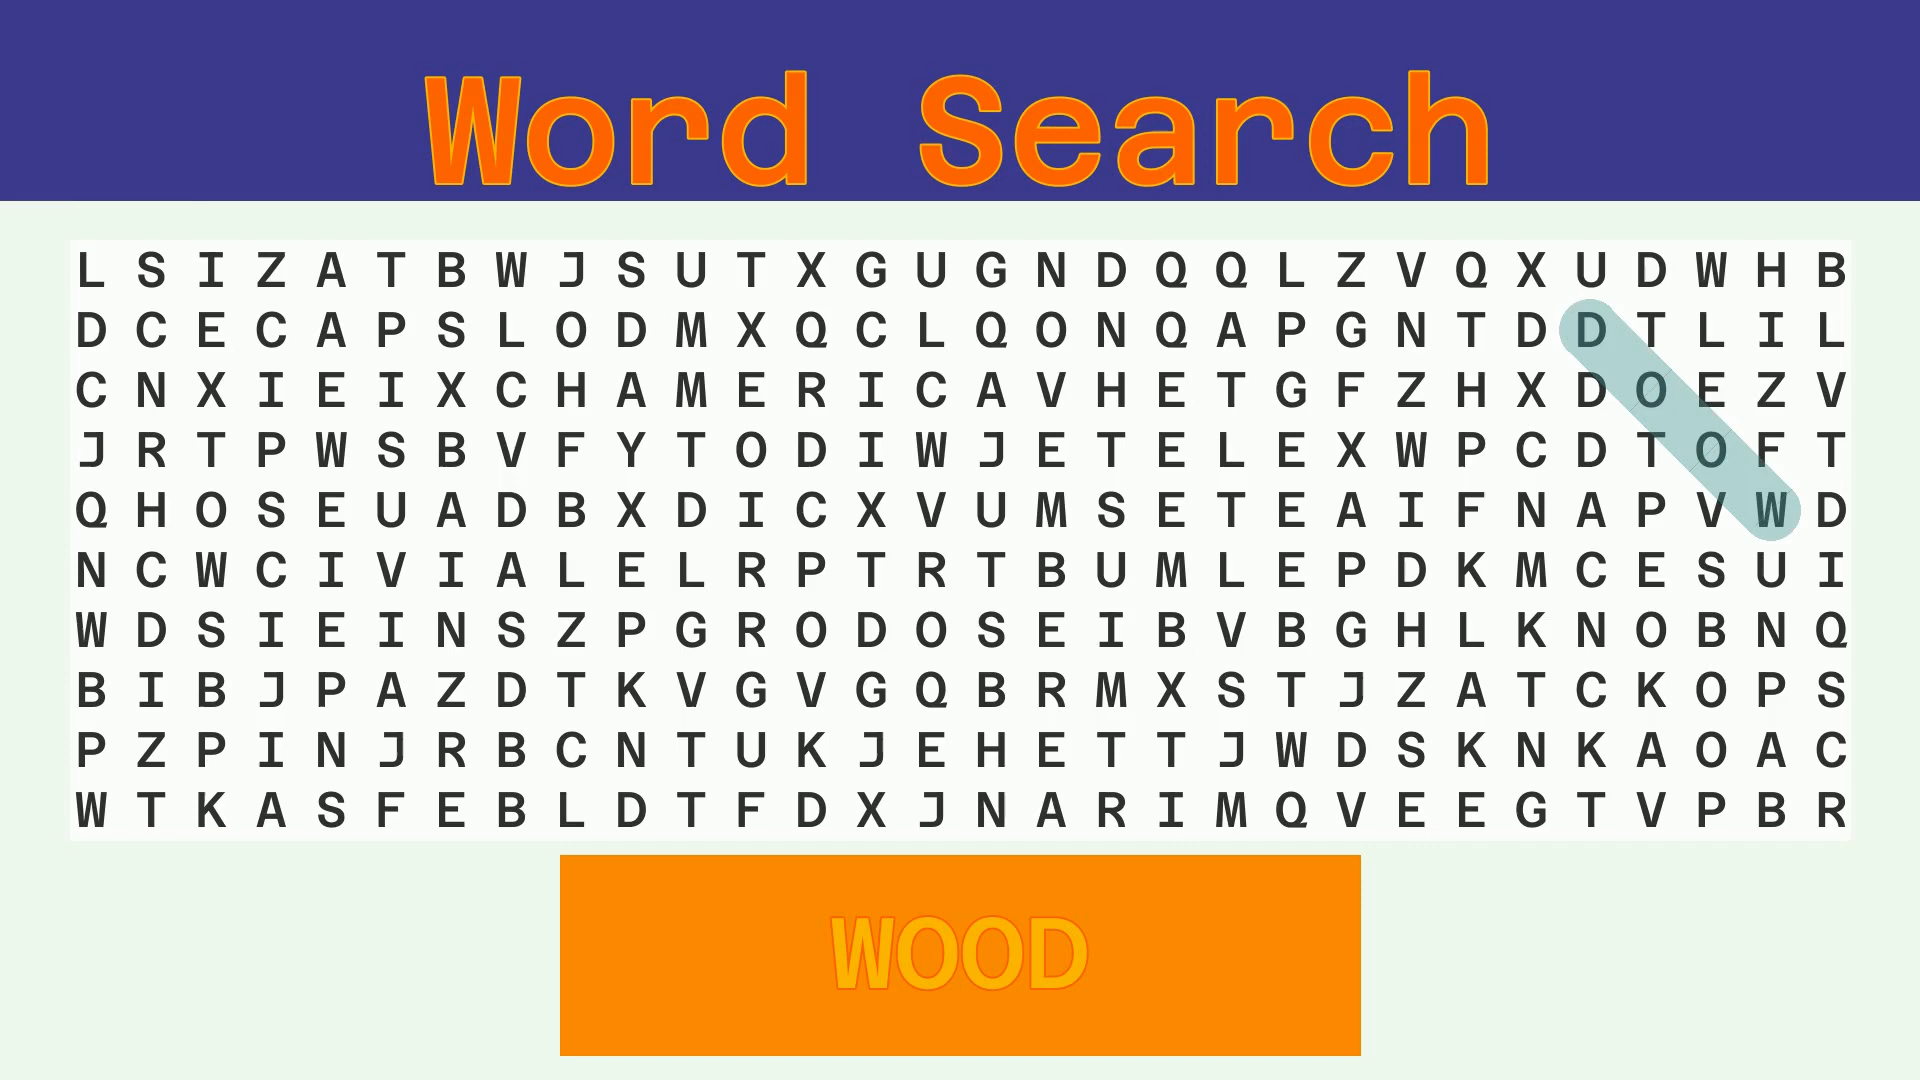 Word Search
L S I Z A T B W J S U T X G U G N D Q Q L Z V Q X U D W H B
D C E C A P S L O D M X Q C L Q O N Q A P G N T D D T L I L
C N X I E I X C H A M E R I C A V H E T G F Z H X D O E Z V
J R T P W S B V F Y T O D I W J E T E L E X W P C D T O F T
Q H O S E U A D B X D I C X V U M S E T E A I F N A P V W D
N C W C I V I A L E L R P T R T B U M L E P D K M C E S U I
W D S I E I N S Z P G R O D O S E I B V B G H L K N O B N Q
B I B J P A Z D T K V G V G Q B R M X S T J Z A T C K O P S
P Z P I N J R B C N T U K J E H E T T J W D S K N K A O A C
W T K A S F E B L D T F D X J N A R I M Q V E E G T V P B R
WOOD